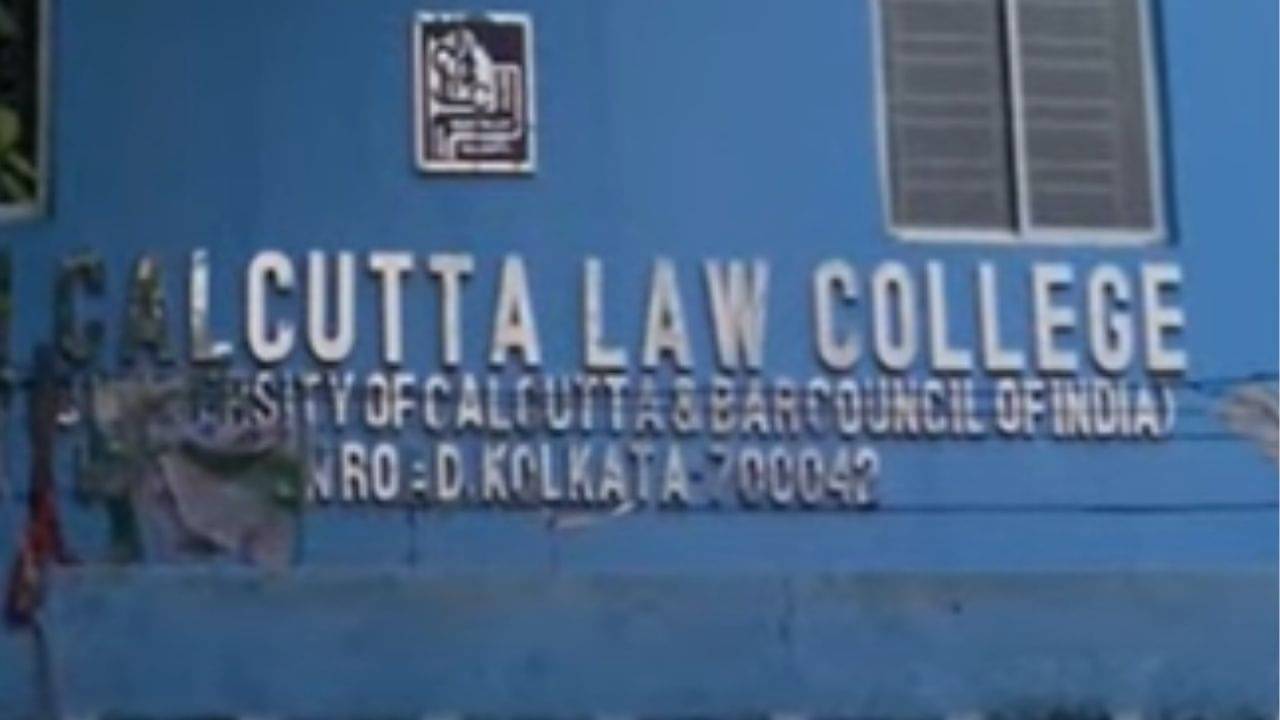 CALCUTTA LAW COLLEGE
OF CALCUTTA & BAR COUNCIL OF INDIA)
KOLKATA-700042